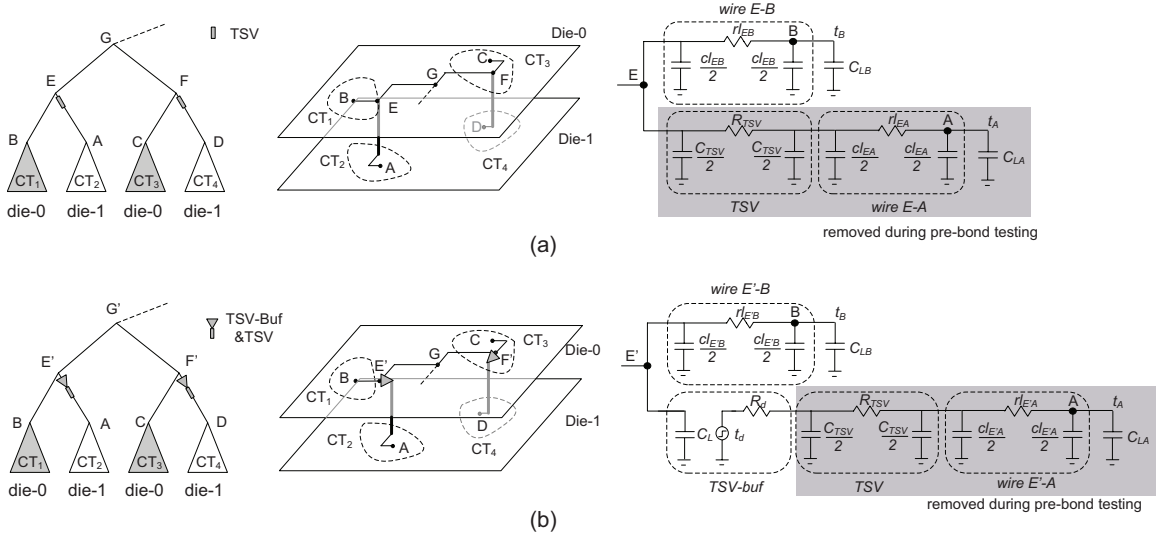 G
TSV
E
F
B
A
C
D
CT1
CT2
CT3
CT4
die-0
die-1
die-0
die-1
Die-0
C
CT3
G
F
B
E
CT1
D
Die-1
CT2
A
CT4
wire E-B
rlEB
B
tB
clEB
2
clEB
2
CLB
E
RTSV
rlEA
A
tA
CTSV
2
CTSV
2
clEA
2
clEA
2
CLA
TSV
wire E-A
removed during pre-bond testing
(a)
G'
TSV-Buf
&TSV
E'
F'
B
A
C
D
CT1
CT2
CT3
CT4
die-0
die-1
die-0
die-1
C
CT3
Die-0
G
E'
F'
B
CT1
D
Die-1
CT2
A
CT4
wire E'-B
rlE'B
B
tB
clE'B
2
clE'B
2
CLB
E'
Rd
RTSV
rlE'A
A
tA
CL
td
CTSV
2
CTSV
2
clE'A
2
clE'A
2
CLA
TSV-buf
TSV
wire E'-A
removed during pre-bond testing
(b)